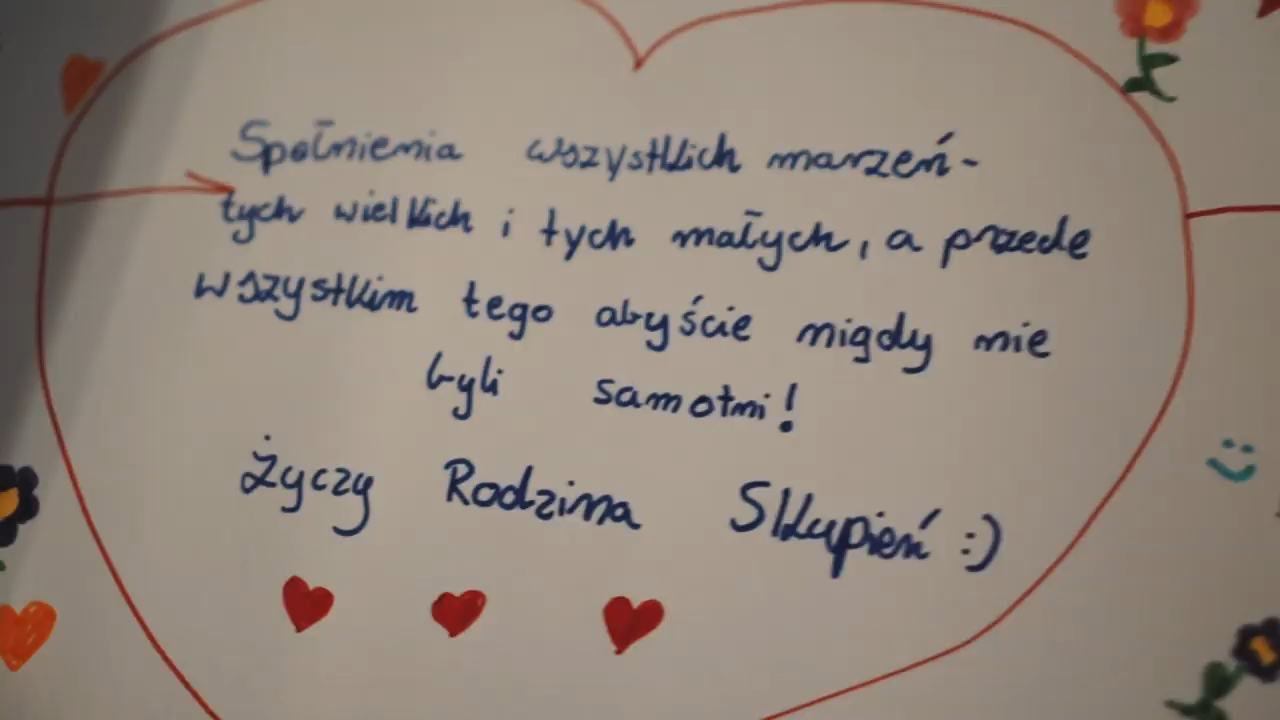 Spełnienia wszystkich marzeń -
tych wielkich i tych małych, a przede
wszystkim tego abyście nigdy nie
byli samotni!
życzy Rodzina Skupień :)